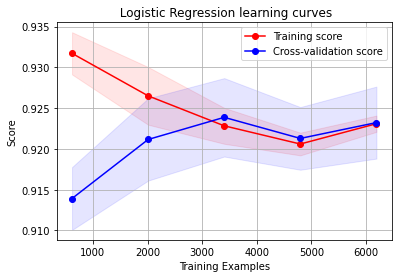 Logistic Regression learning curves
Training score
Cross-validation score
0.935
0.930
0.925
0.920
0.915
0.910
Score
1000 2000 3000 4000 5000 6000
Training Examples